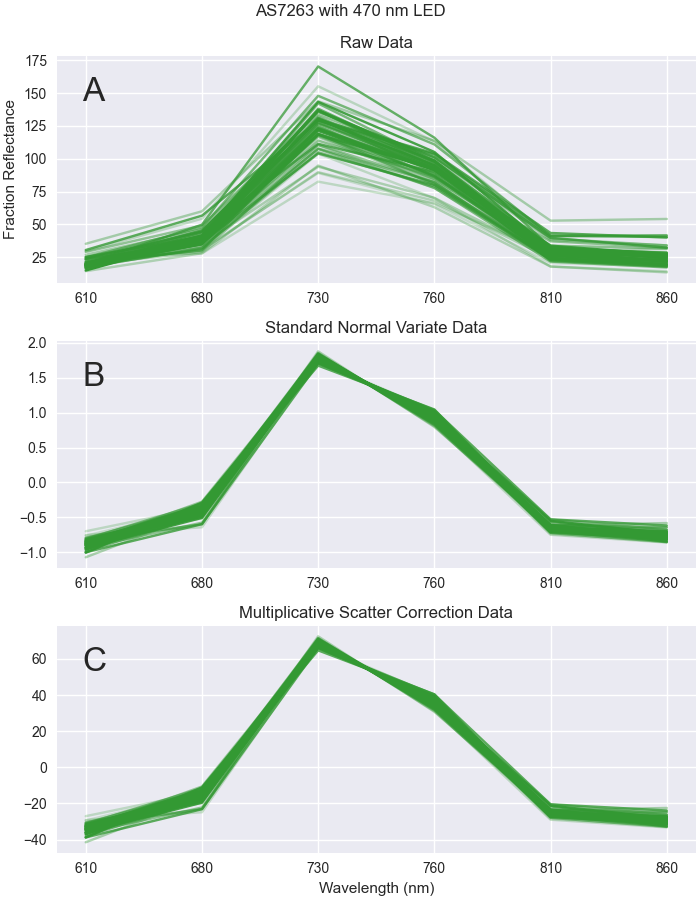 AS7263 with 470 nm LED
Raw Data
A
Fraction Reflectance
175
150
125
100
75
50
25
610 680 730 760 810 860
Standard Normal Variate Data
B
2.0
1.5
1.0
0.5
0.0
−0.5
−1.0
610 680 730 760 810 860
Multiplicative Scatter Correction Data
C
60
40
20
0
−20
−40
610 680 730 760 810 860
Wavelength (nm)